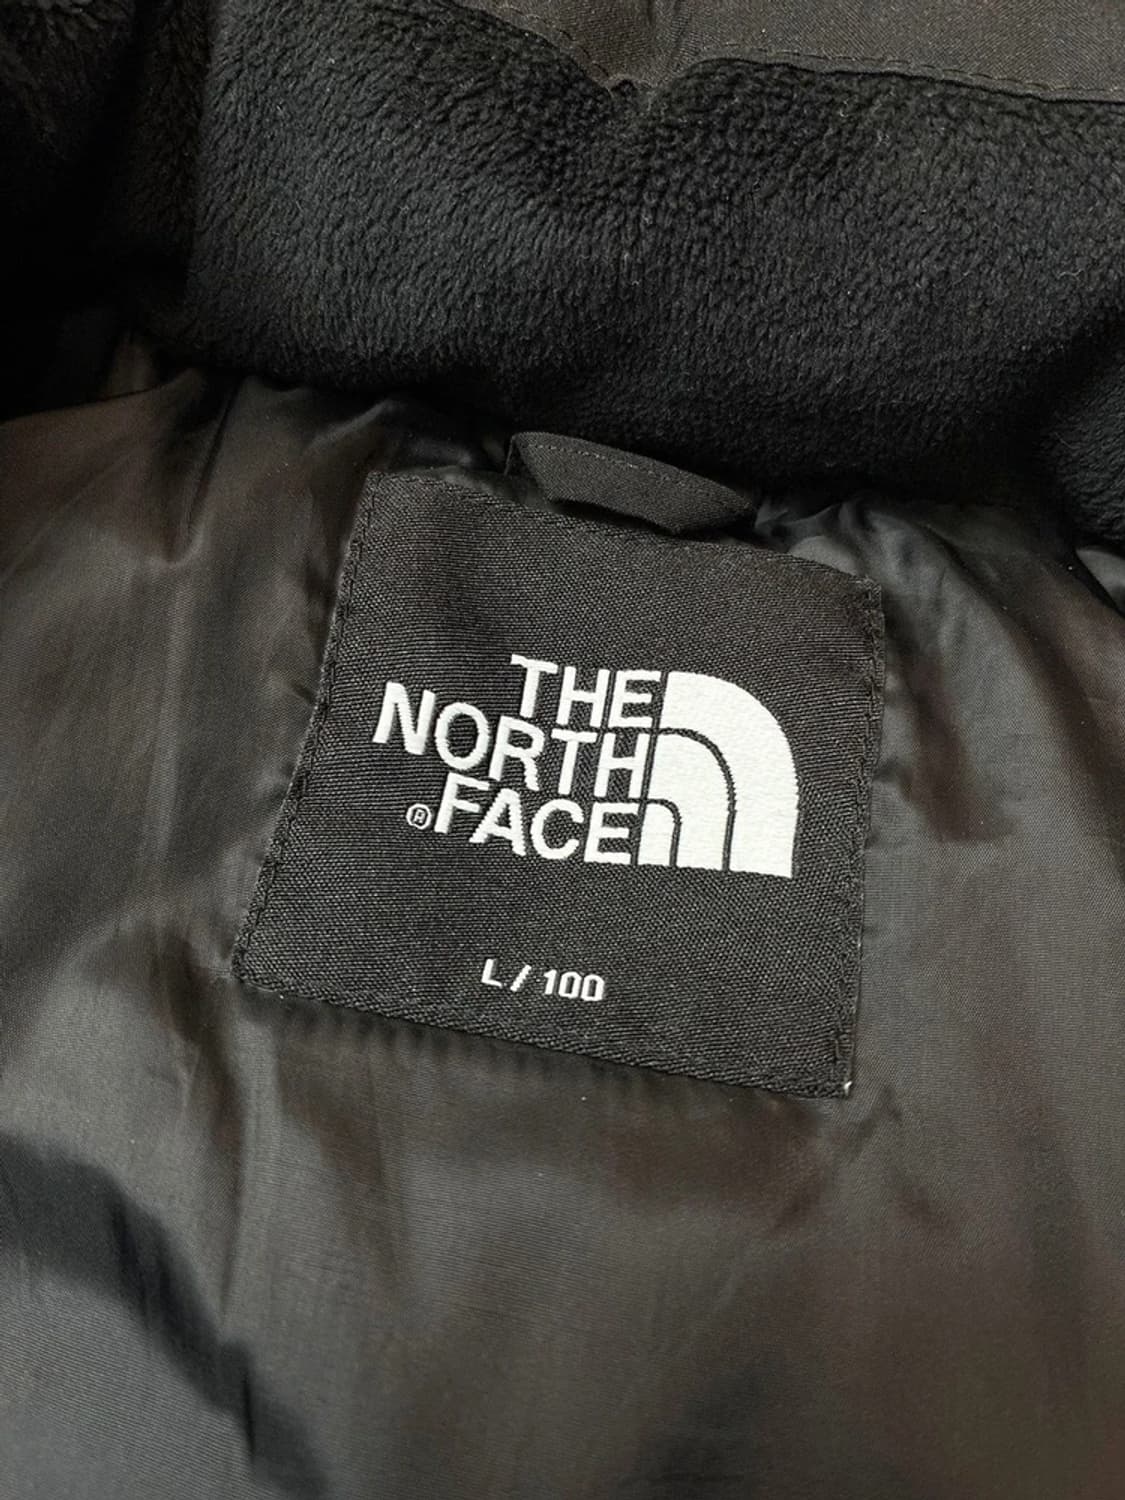 THE
NORTH
®FACE
L / 100